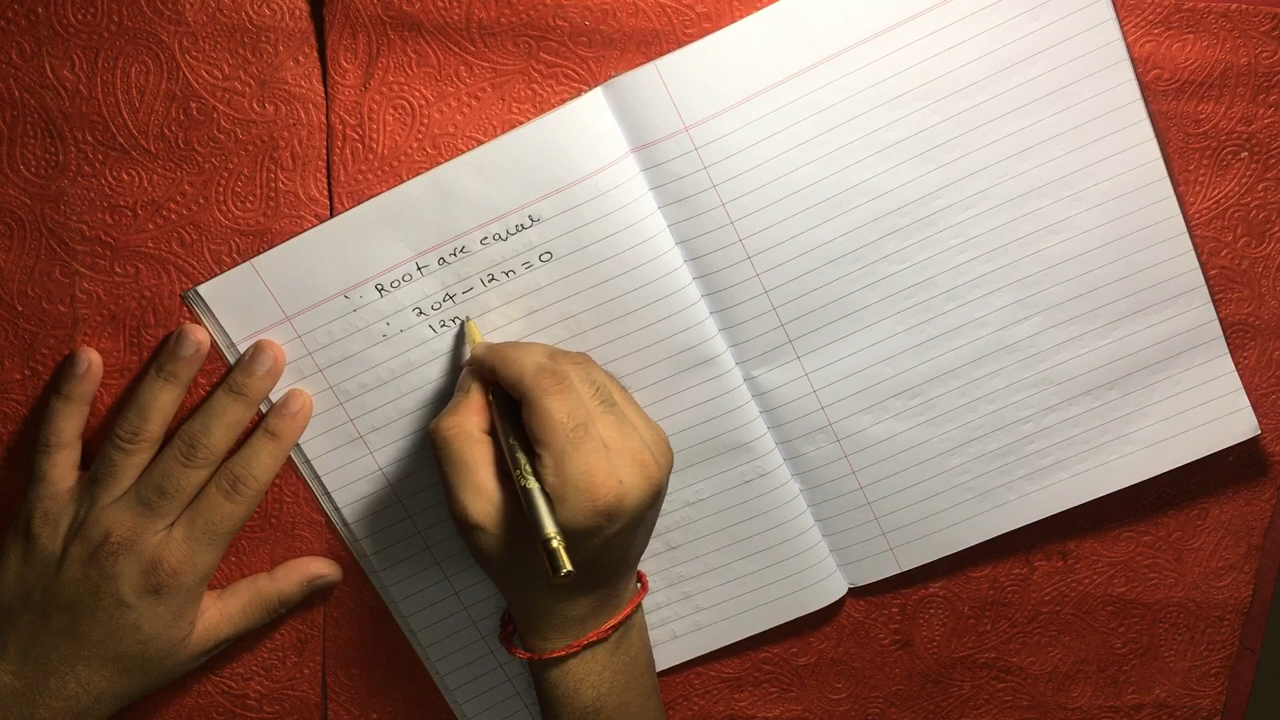 ∴ Root are equal
∴ 204 - 12n = 0
12n